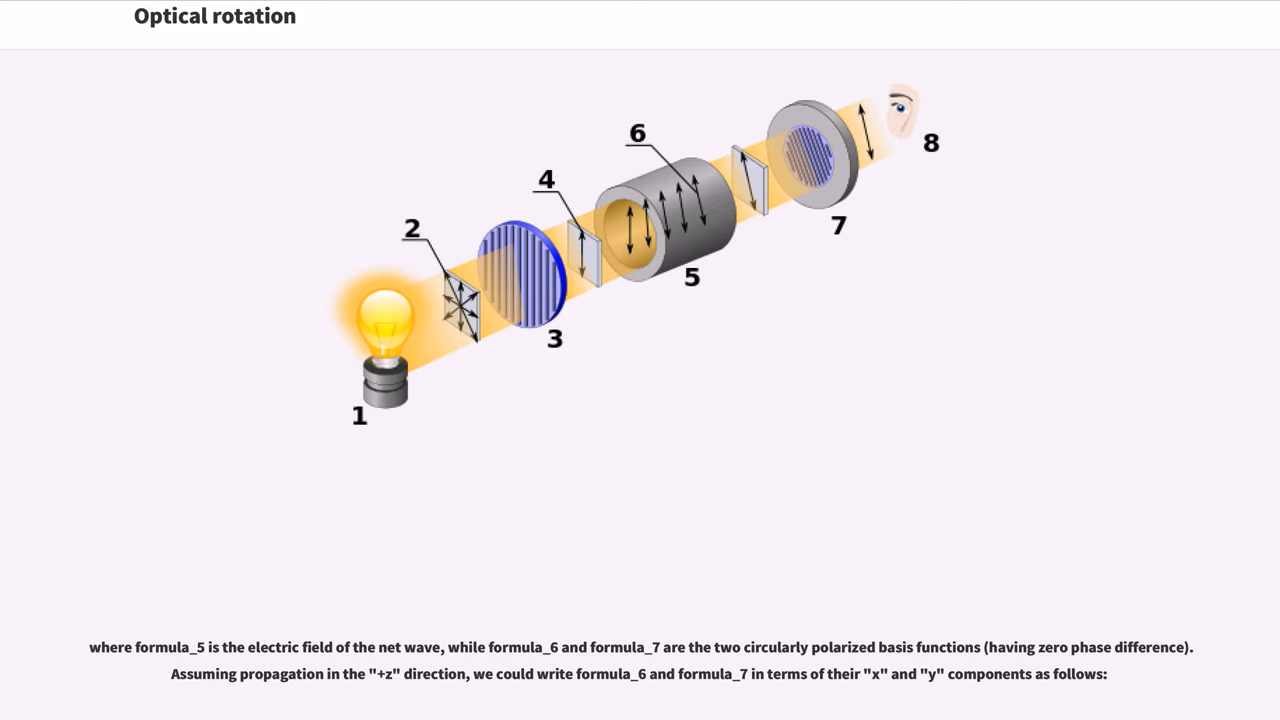 Optical rotation
1
2
3
4
5
6
7
8
where formula_5 is the electric field of the net wave, while formula_6 and formula_7 are the two circularly polarized basis functions (having zero phase difference).
Assuming propagation in the "+z" direction, we could write formula_6 and formula_7 in terms of their "x" and "y" components as follows: